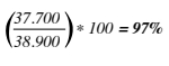 (37.700 / 38.900) * 100 = 97%